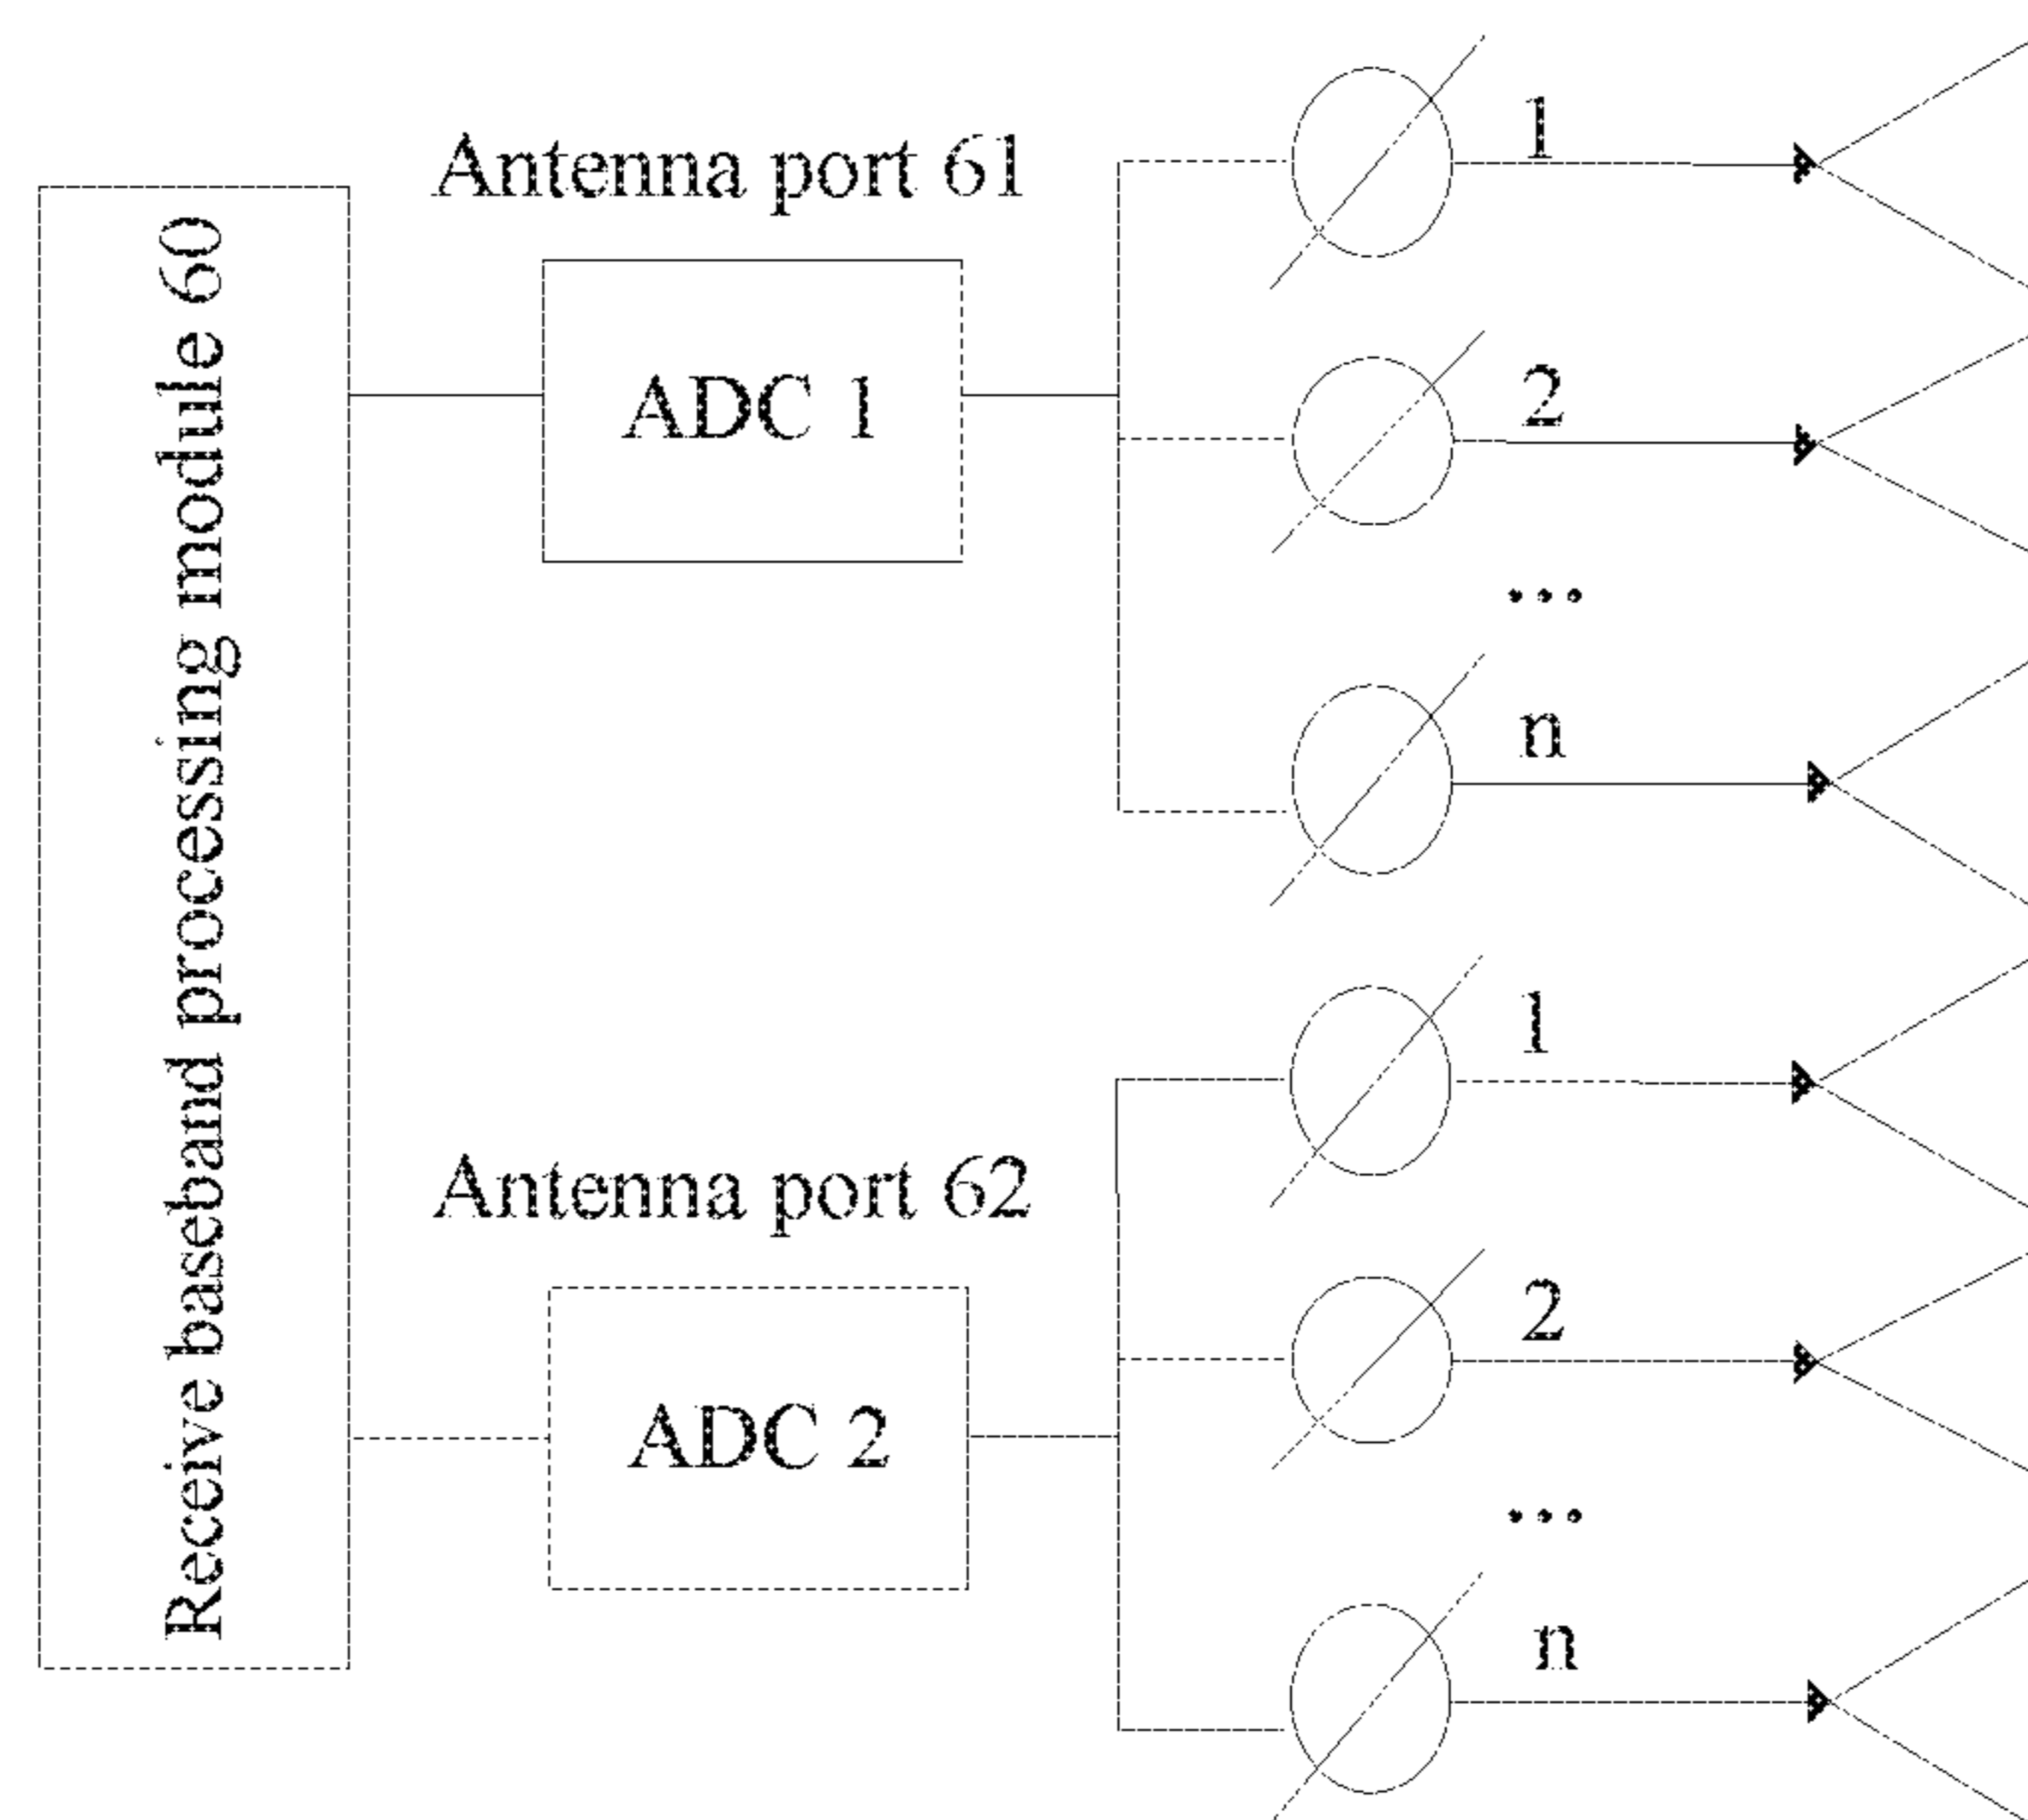 Receive baseband processing module 60
Antenna port 61
ADC 1
1
2
...
n
Antenna port 62
ADC 2
1
2
...
n